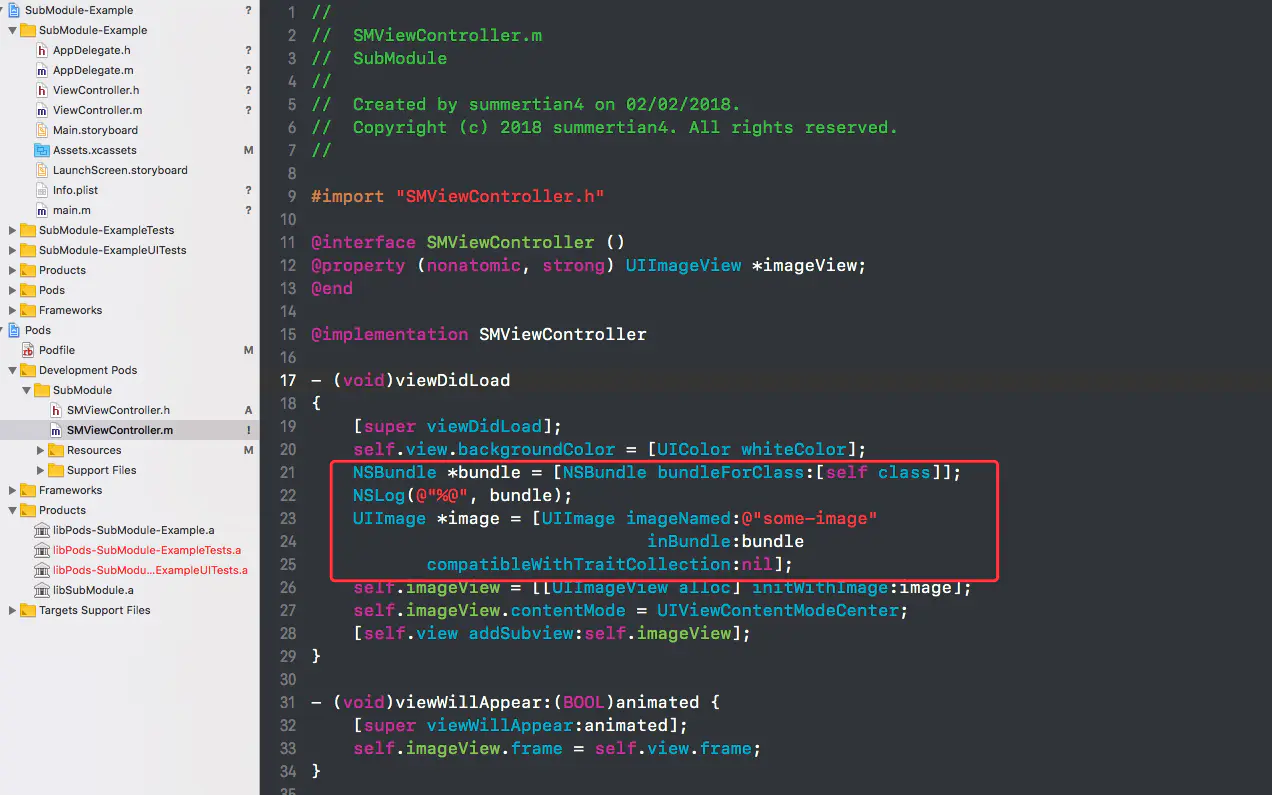 SubModule-Example ?
SubModule-Example
AppDelegate.h ?
AppDelegate.m ?
ViewController.h ?
ViewController.m ?
Main.storyboard
Assets.xcassets M
LaunchScreen.storyboard
Info.plist ?
main.m ?
SubModule-ExampleTests
SubModule-ExampleUITests
Products
Pods
Frameworks
Pods
Podfile M
Development Pods
SubModule
SMViewController.h A
SMViewController.m !
Resources M
Support Files
Frameworks
Products
libPods-SubModule-Example.a
libPods-SubModule-ExampleTests.a
libPods-SubModu...ExampleUITests.a
libSubModule.a
Targets Support Files
1 //
2 //  SMViewController.m
3 //  SubModule
4 //
5 //  Created by summertian4 on 02/02/2018.
6 //  Copyright (c) 2018 summertian4. All rights reserved.
7 //
8
9 #import "SMViewController.h"
10
11 @interface SMViewController ()
12 @property (nonatomic, strong) UIImageView *imageView;
13 @end
14
15 @implementation SMViewController
16
17 - (void)viewDidLoad
18 {
19     [super viewDidLoad];
20     self.view.backgroundColor = [UIColor whiteColor];
21     NSBundle *bundle = [NSBundle bundleForClass:[self class]];
22     NSLog(@"%@", bundle);
23     UIImage *image = [UIImage imageNamed:@"some-image"
24                                 inBundle:bundle
25            compatibleWithTraitCollection:nil];
26     self.imageView = [[UIImageView alloc] initWithImage:image];
27     self.imageView.contentMode = UIViewContentModeCenter;
28     [self.view addSubview:self.imageView];
29 }
30
31 - (void)viewWillAppear:(BOOL)animated {
32     [super viewWillAppear:animated];
33     self.imageView.frame = self.view.frame;
34 }
35